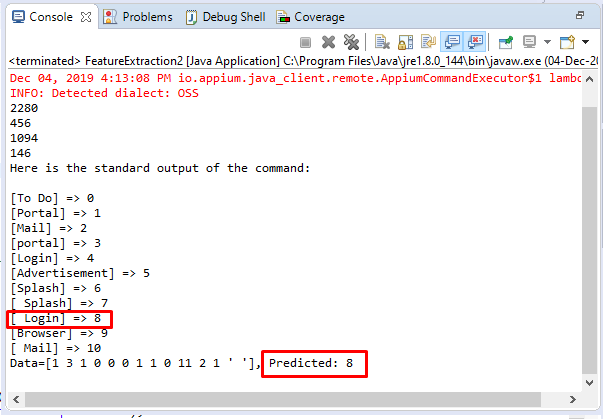 Console Problems Debug Shell Coverage
<terminated> FeatureExtraction2 [Java Application] C:\Program Files\Java\jre1.8.0_144\bin\javaw.exe (04-Dec-20
Dec 04, 2019 4:13:08 PM io.appium.java_client.remote.AppiumCommandExecutor$1 lambd
INFO: Detected dialect: OSS
2280
456
1094
146
Here is the standard output of the command:
[To Do] => 0
[Portal] => 1
[Mail] => 2
[portal] => 3
[Login] => 4
[Advertisement] => 5
[Splash] => 6
[ Splash] => 7
[ Login] => 8
[Browser] => 9
[ Mail] => 10
Data=[1 3 1 0 0 0 1 1 0 11 2 1 ' '], Predicted: 8